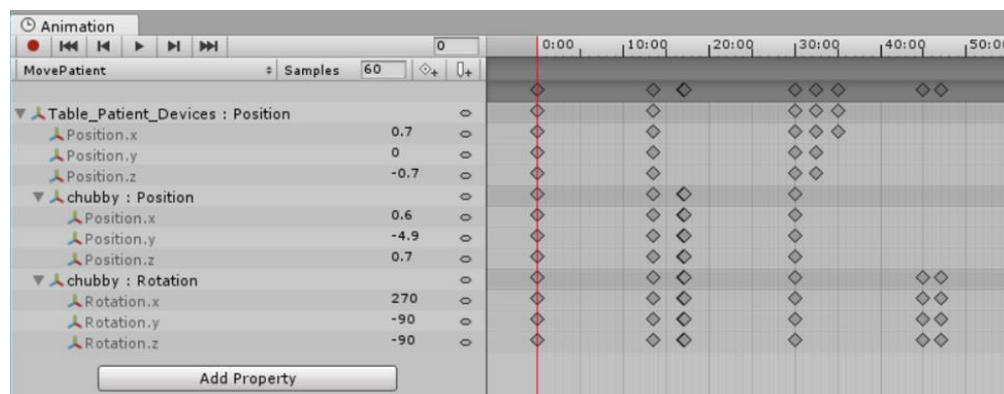 Animation
0 0:00 10:00 20:00 30:00 40:00 50:00
MovePatient Samples 60
Table_Patient_Devices : Position
Position.x 0.7
Position.y 0
Position.z -0.7
chubby : Position
Position.x 0.6
Position.y -4.9
Position.z 0.7
chubby : Rotation
Rotation.x 270
Rotation.y -90
Rotation.z -90
Add Property